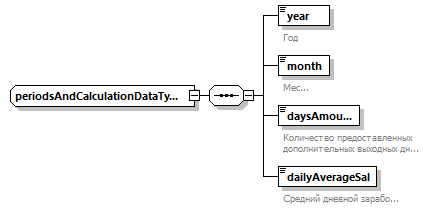 year
Год
month
Мес...
periodsAndCalculationDataTy...
daysAmou...
Количество предоставленных
дополнительных выходных дн...
dailyAverageSal
Средний дневной зарабо...